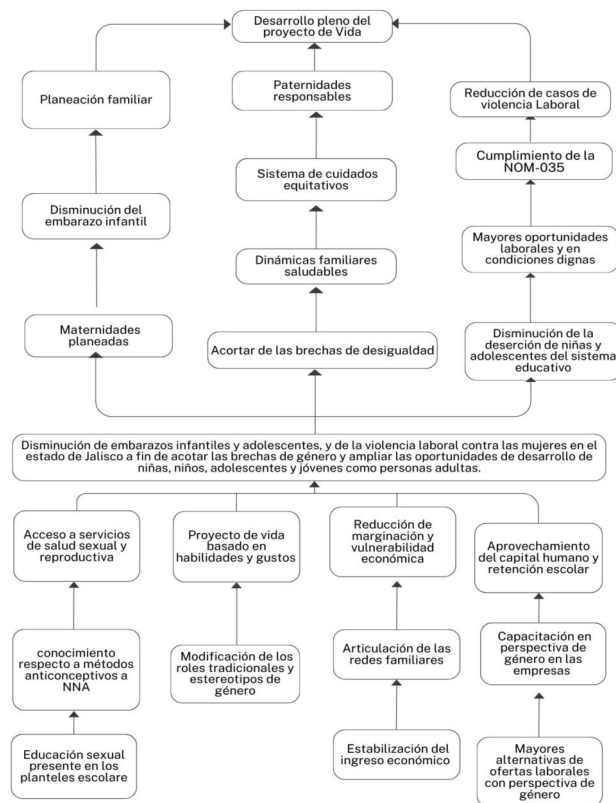 Desarrollo pleno del
proyecto de Vida
Planeación familiar
Paternidades
responsables
Reducción de casos de
violencia Laboral
Sistema de cuidados
equitativos
Cumplimiento de la
NOM-035
Disminución del
embarazo infantil
Dinámicas familiares
saludables
Mayores oportunidades
laborales y en
condiciones dignas
Maternidades
planeadas
Acortar de las brechas de desigualdad
Disminución de la
deserción de niñas y
adolescentes del sistema
educativo
Disminución de embarazos infantiles y adolescentes, y de la violencia laboral contra las mujeres en el
estado de Jalisco a fin de acotar las brechas de género y ampliar las oportunidades de desarrollo de
niñas, niños, adolescentes y jóvenes como personas adultas.
Acceso a servicios
de salud sexual y
reproductiva
Proyecto de vida
basado en
habilidades y gustos
Reducción de
marginación y
vulnerabilidad
económica
Aprovechamiento
del capital humano y
retención escolar
conocimiento
respecto a métodos
anticonceptivos a
NNA
Modificación de los
roles tradicionales y
estereotipos de
género
Articulación de las
redes familiares
Capacitación en
perspectiva de
género en las
empresas
Educación sexual
presente en los
planteles escolare
Estabilización del
ingreso económico
Mayores
alternativas de
ofertas laborales
con perspectiva de
género